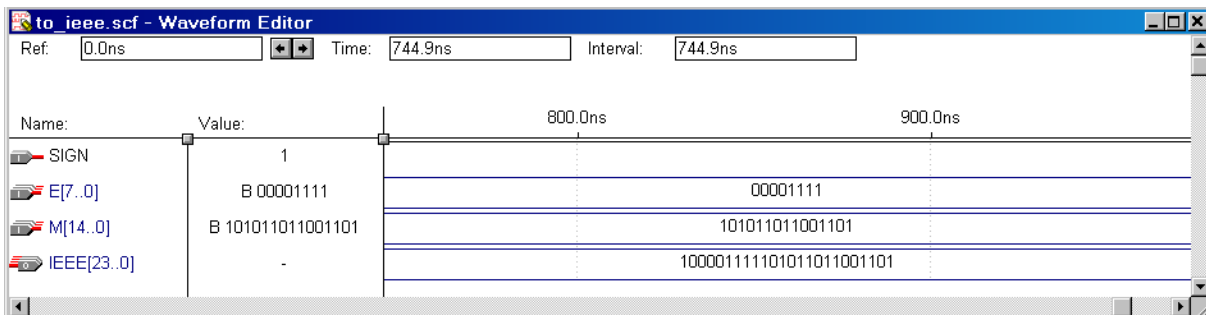 to_ieee.scf - Waveform Editor
Ref: 0.0ns Time: 744.9ns Interval: 744.9ns
800.0ns 900.0ns
Name: Value:
SIGN 1
E[7..0] B 00001111 00001111
M[14..0] B 101011011001101 101011011001101
IEEE[23..0] - 100001111101011011001101